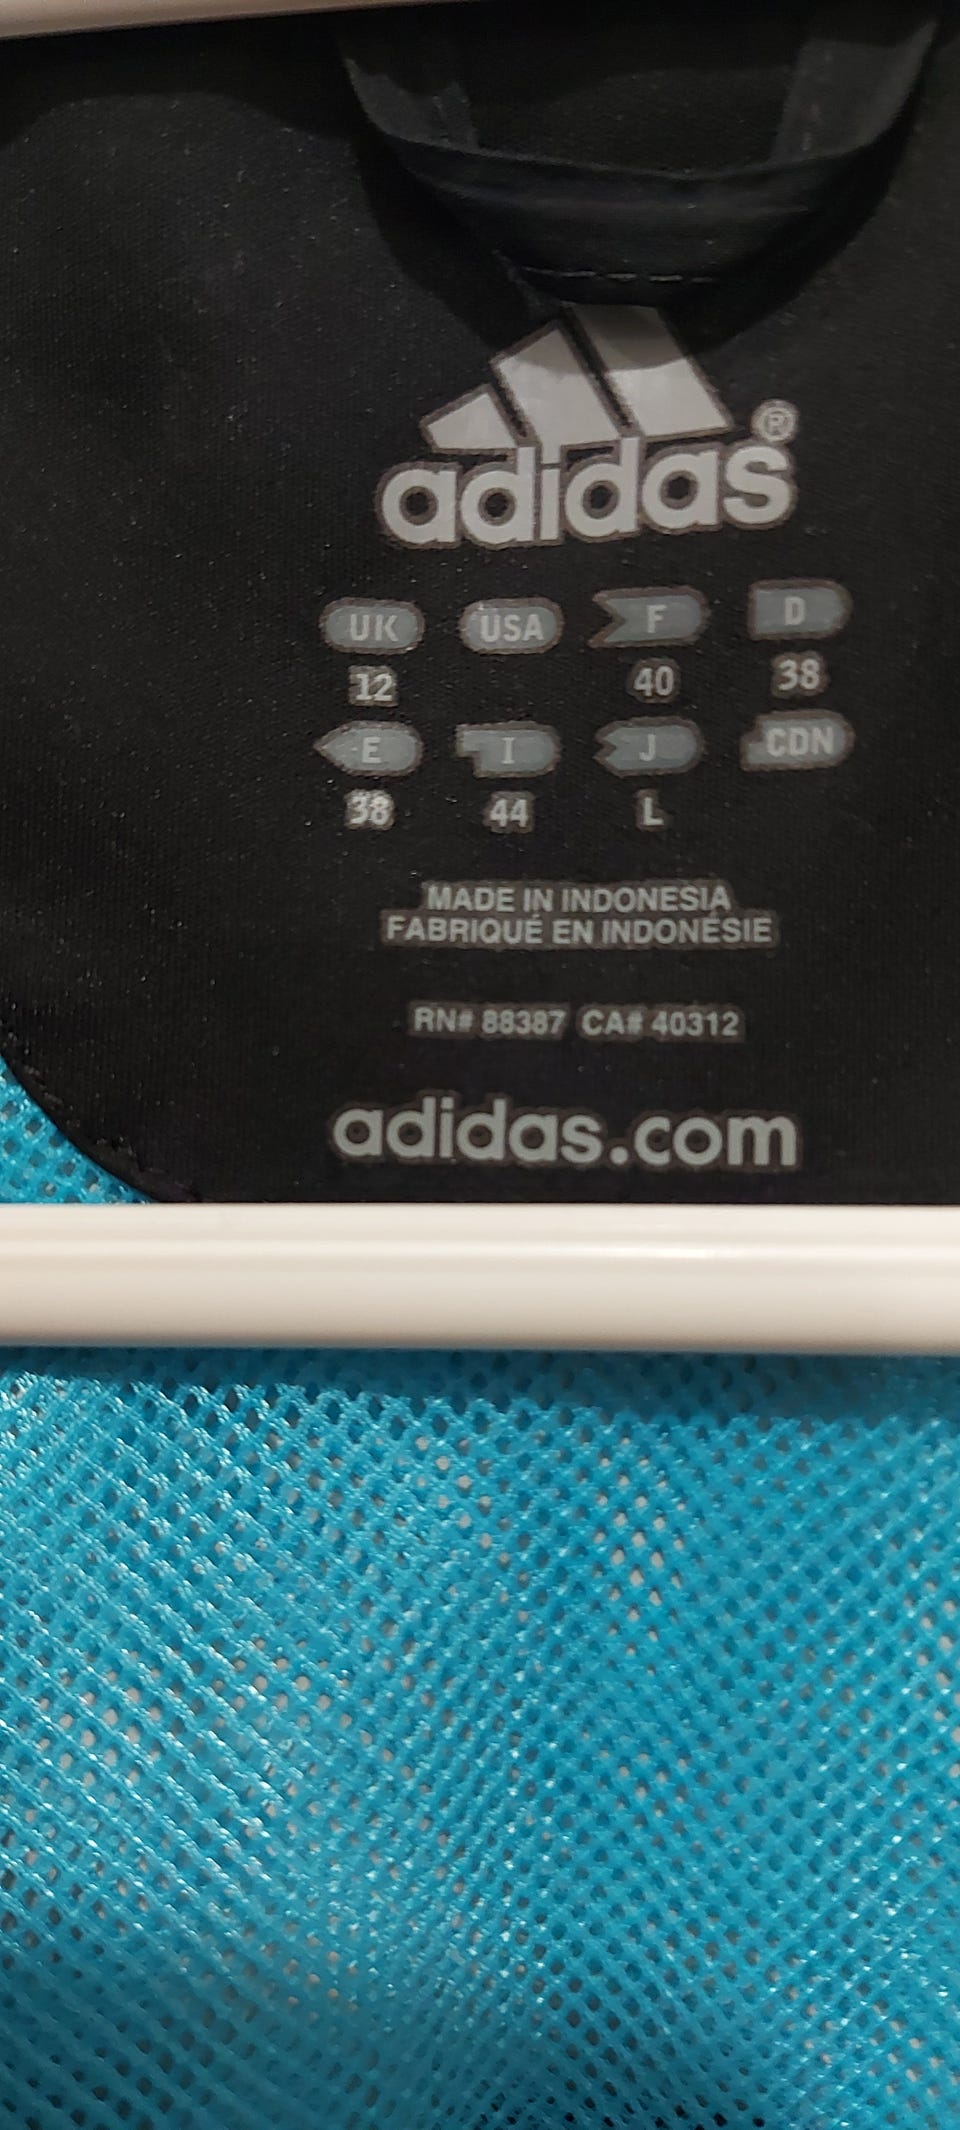 adidas®
UK USA F D
12 40 38
E I J CDN
38 44 L
MADE IN INDONESIA
FABRIQUÉ EN INDONÉSIE
RN# 88387 CA# 40312
adidas.com